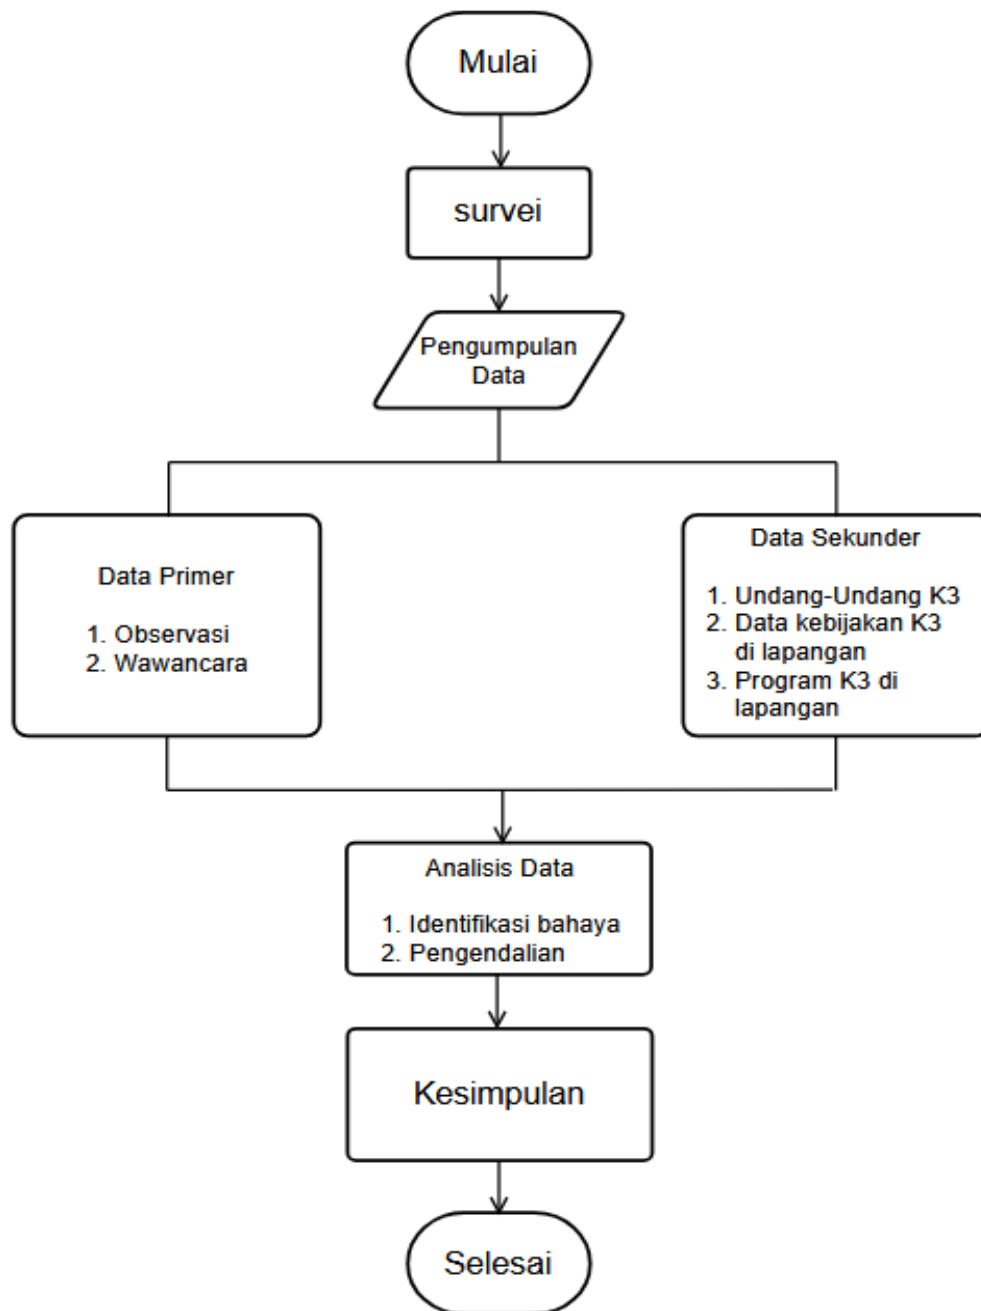 Mulai
survei
Pengumpulan
Data
Data Primer
1. Observasi
2. Wawancara
Data Sekunder
1. Undang-Undang K3
2. Data kebijakan K3
di lapangan
3. Program K3 di
lapangan
Analisis Data
1. Identifikasi bahaya
2. Pengendalian
Kesimpulan
Selesai